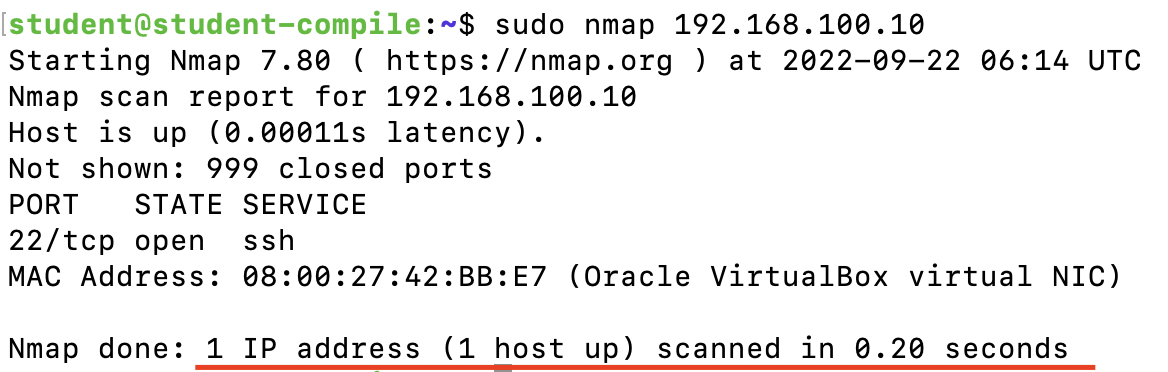 [student@student-compile:~$ sudo nmap 192.168.100.10
Starting Nmap 7.80 ( https://nmap.org ) at 2022-09-22 06:14 UTC
Nmap scan report for 192.168.100.10
Host is up (0.00011s latency).
Not shown: 999 closed ports
PORT   STATE SERVICE
22/tcp open  ssh
MAC Address: 08:00:27:42:BB:E7 (Oracle VirtualBox virtual NIC)
Nmap done: 1 IP address (1 host up) scanned in 0.20 seconds